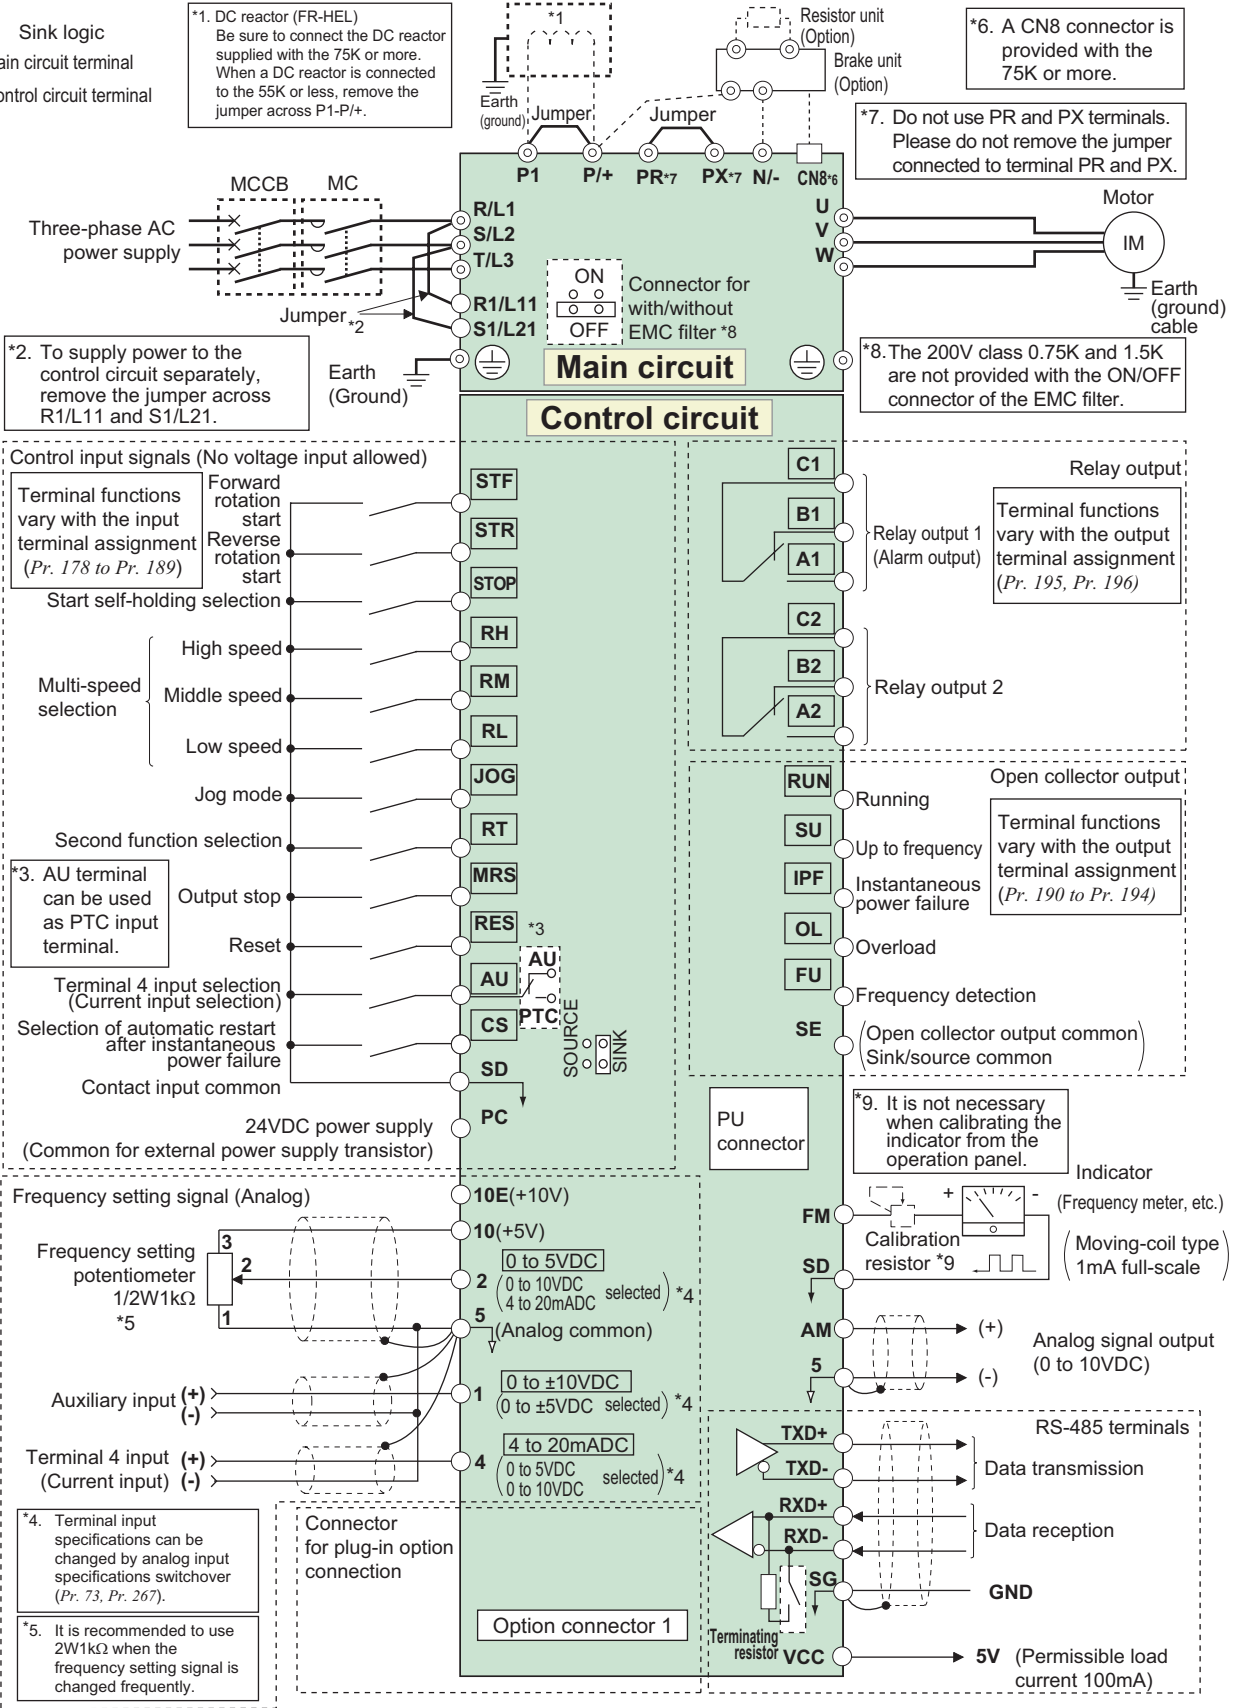 Sink logic
ain circuit terminal
ontrol circuit terminal
*1. DC reactor (FR-HEL)
Be sure to connect the DC reactor
supplied with the 75K or more.
When a DC reactor is connected
to the 55K or less, remove the
jumper across P1-P/+.
*1
Earth
(ground)
Jumper
Jumper
Resistor unit
(Option)
Brake unit
(Option)
*6. A CN8 connector is
provided with the
75K or more.
*7. Do not use PR and PX terminals.
Please do not remove the jumper
connected to terminal PR and PX.
P1
P/+
PR*7
PX*7
N/-
CN8*6
MCCB
MC
Three-phase AC
power supply
R/L1
S/L2
T/L3
R1/L11
S1/L21
Jumper
*2
ON
OFF
Connector for
with/without
EMC filter *8
U
V
W
Motor
IM
Earth
(ground)
cable
*2. To supply power to the
control circuit separately,
remove the jumper across
R1/L11 and S1/L21.
Earth
(Ground)
Main circuit
*8.The 200V class 0.75K and 1.5K
are not provided with the ON/OFF
connector of the EMC filter.
Control circuit
Control input signals (No voltage input allowed)
Terminal functions
vary with the input
terminal assignment
(Pr. 178 to Pr. 189)
Forward
rotation
start
STF
Reverse
rotation
start
STR
Start self-holding selection
STOP
Multi-speed
selection
High speed
RH
Middle speed
RM
Low speed
RL
Jog mode
JOG
Second function selection
RT
*3. AU terminal
can be used
as PTC input
terminal.
Output stop
MRS
Reset
RES
*3
Terminal 4 input selection
(Current input selection)
AU
AU
PTC
Selection of automatic restart
after instantaneous
power failure
CS
SOURCE
SINK
Contact input common
SD
24VDC power supply
(Common for external power supply transistor)
PC
Relay output
C1
B1
A1
Relay output 1
(Alarm output)
Terminal functions
vary with the output
terminal assignment
(Pr. 195, Pr. 196)
C2
B2
A2
Relay output 2
Open collector output
RUN
Running
SU
Up to frequency
Terminal functions
vary with the output
terminal assignment
(Pr. 190 to Pr. 194)
IPF
Instantaneous
power failure
OL
Overload
FU
Frequency detection
SE
(Open collector output common
Sink/source common)
PU
connector
*9. It is not necessary
when calibrating the
indicator from the
operation panel.
Frequency setting signal (Analog)
10E(+10V)
10(+5V)
Frequency setting
potentiometer
1/2W1kΩ
*5
3
2
1
2
0 to 5VDC
(0 to 10VDC
4 to 20mADC selected) *4
5
(Analog common)
Auxiliary input (+)
(-)
1
0 to ±10VDC
(0 to ±5VDC selected) *4
Terminal 4 input (+)
(Current input) (-)
4
4 to 20mADC
(0 to 5VDC
0 to 10VDC selected) *4
Indicator
(Frequency meter, etc.)
+
-
FM
Calibration
resistor *9
SD
(Moving-coil type
1mA full-scale)
AM
(+)
5
(-)
Analog signal output
(0 to 10VDC)
RS-485 terminals
TXD+
TXD-
Data transmission
RXD+
RXD-
Data reception
SG
GND
Terminating
resistor
VCC
5V (Permissible load
current 100mA)
*4. Terminal input
specifications can be
changed by analog input
specifications switchover
(Pr. 73, Pr. 267).
*5. It is recommended to use
2W1kΩ when the
frequency setting signal is
changed frequently.
Connector
for plug-in option
connection
Option connector 1